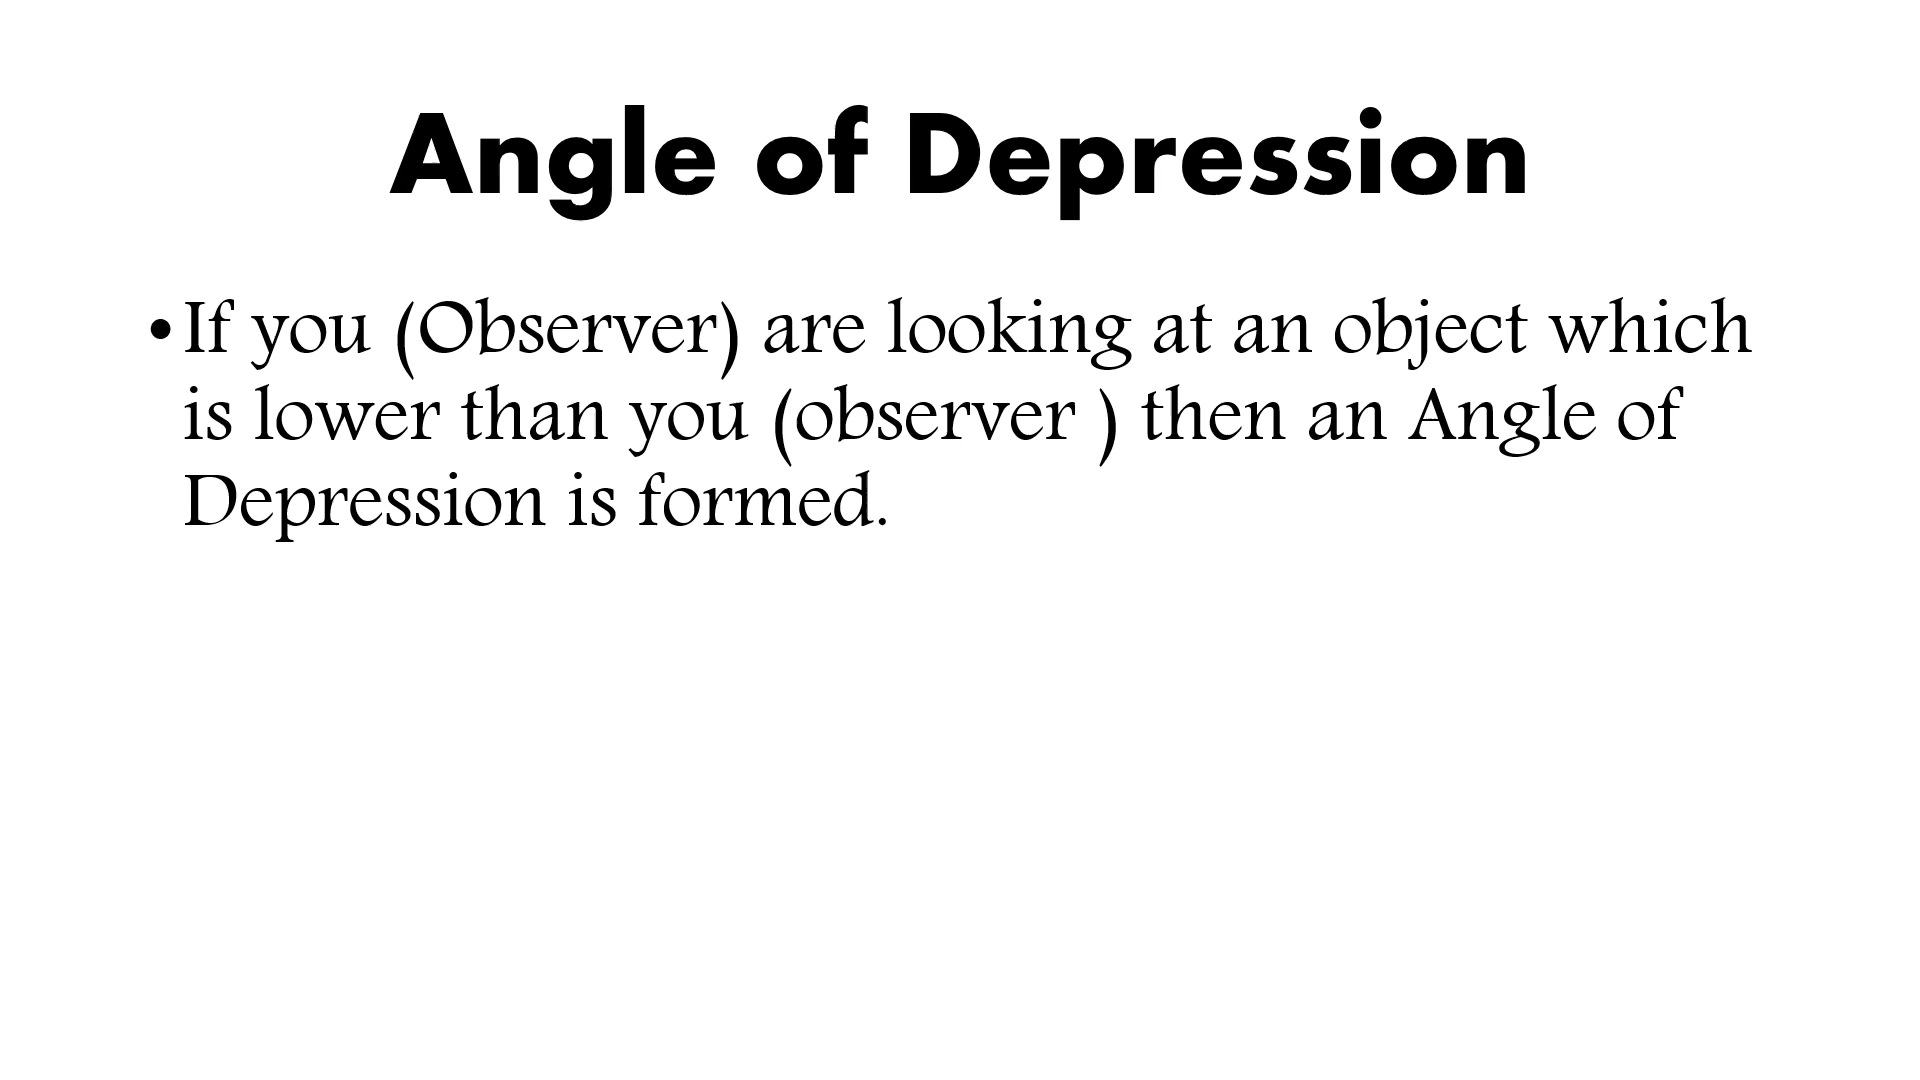 Angle of Depression
•If you (Observer) are looking at an object which
is lower than you (observer ) then an Angle of
Depression is formed.